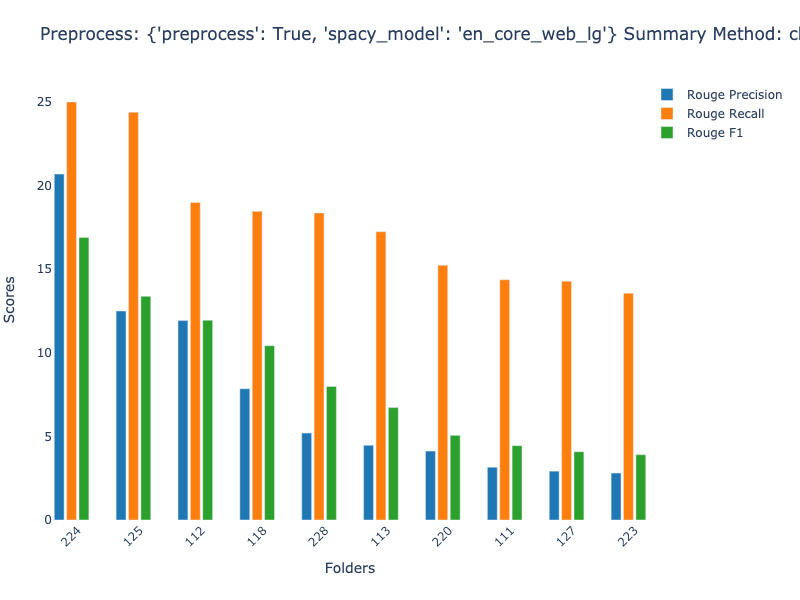 Preprocess: {'preprocess': True, 'spacy_model': 'en_core_web_lg'} Summary Method:
Rouge Precision
Rouge Recall
Rouge F1
25
20
15
10
5
0
Scores
224 125 112 118 228 113 220 111 127 223
Folders